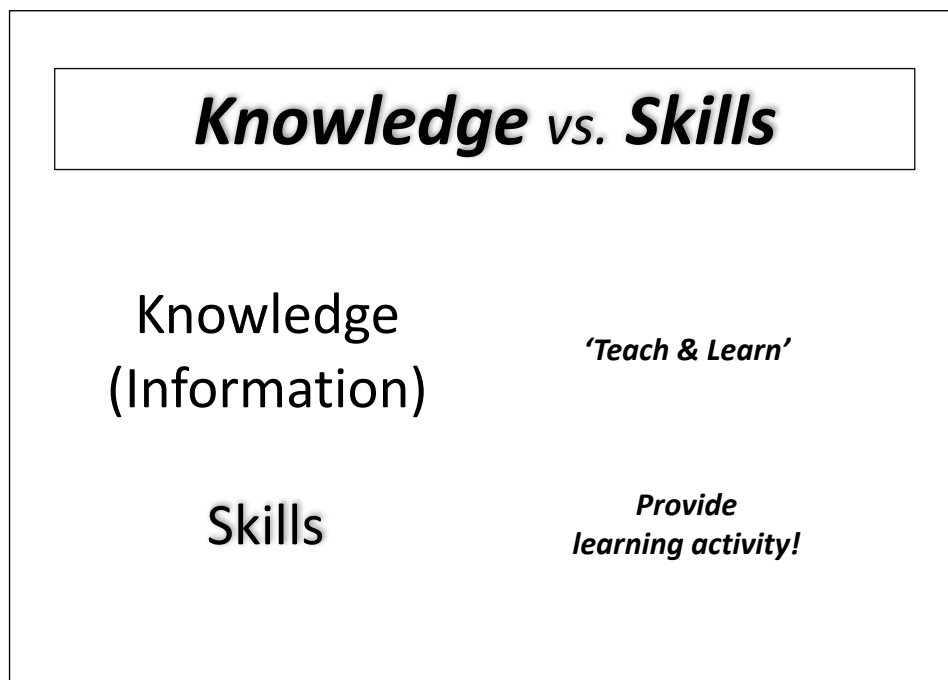 Knowledge vs. Skills
Knowledge
(Information)
‘Teach & Learn’
Skills
Provide
learning activity!